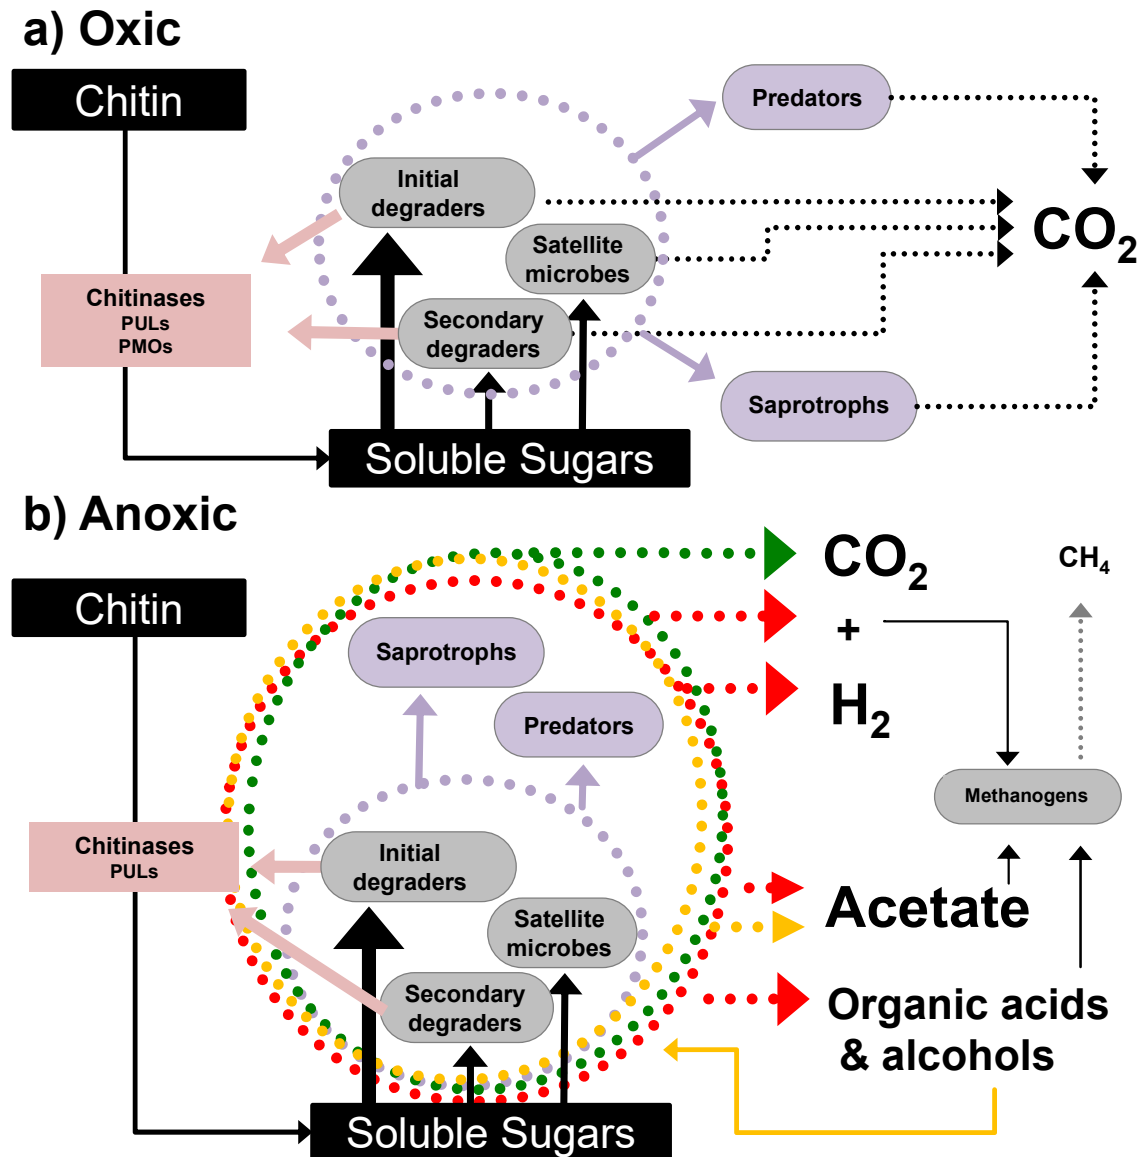 a) Oxic
Chitin
Predators
Initial
degraders
Satellite
microbes
CO2
Chitinases
PULs
PMOs
Secondary
degraders
Saprotrophs
Soluble Sugars
b) Anoxic
CO2
CH4
Chitin
+
Saprotrophs
H2
Predators
Methanogens
Chitinases
PULs
Initial
degraders
Acetate
Satellite
microbes
Secondary
degraders
Organic acids
& alcohols
Soluble Sugars